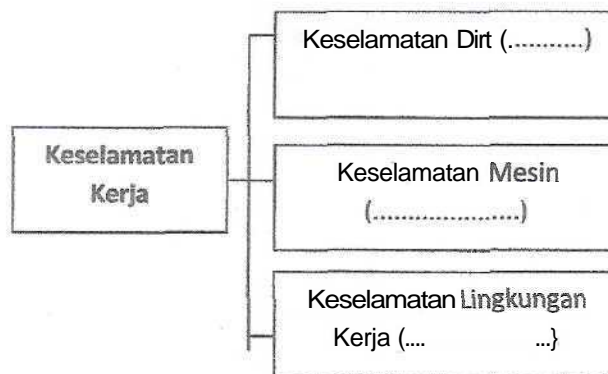 Keselamatan Dirt (...........)
Keselamatan
Kerja
Keselamatan Mesin
(....................)
Keselamatan Lingkungan
Kerja (.... ...}